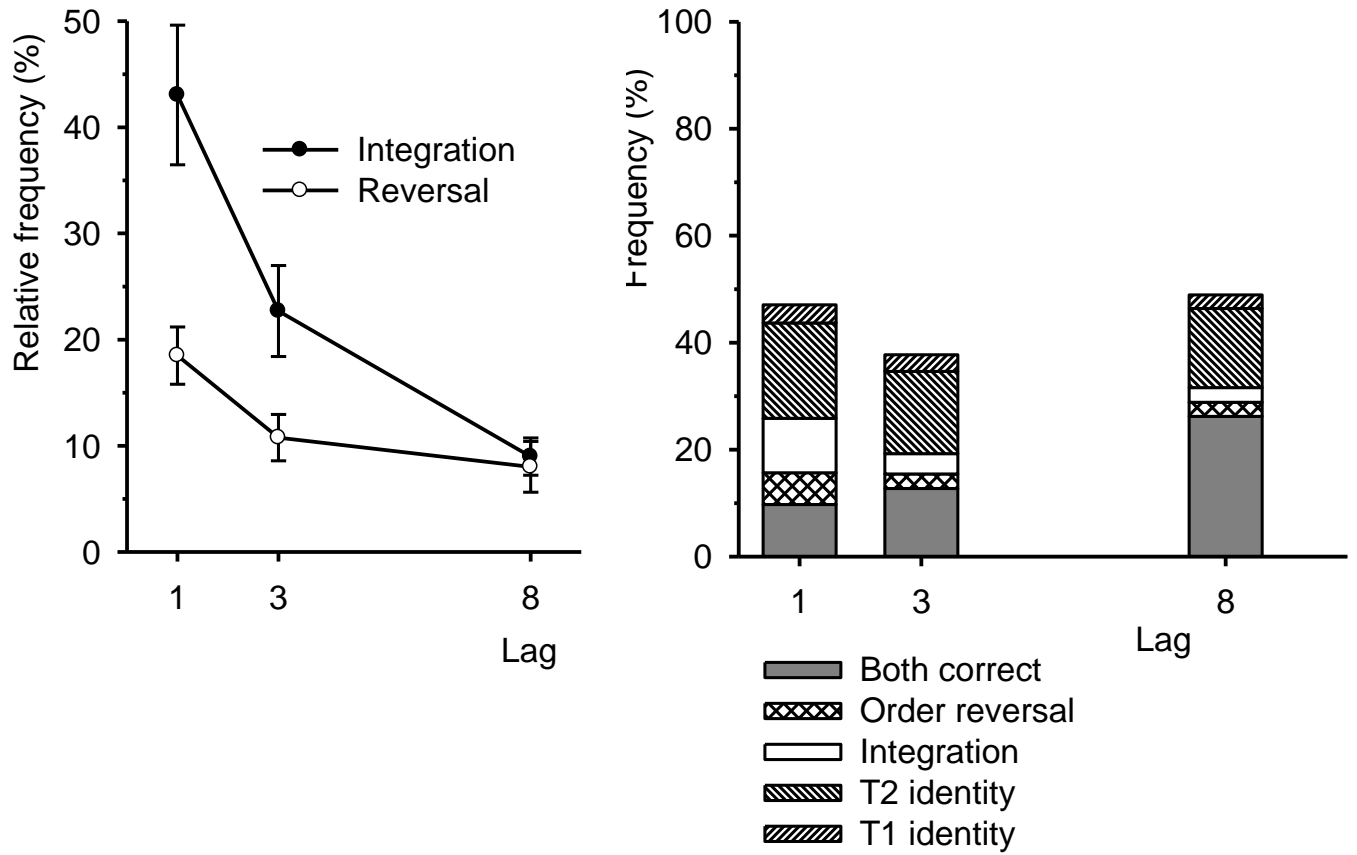 Relative frequency (%)
50
40
30
20
10
0
Integration
Reversal
1 3 8
Lag
Frequency (%)
100
80
60
40
20
0
1 3 8
Lag
Both correct
Order reversal
Integration
T2 identity
T1 identity